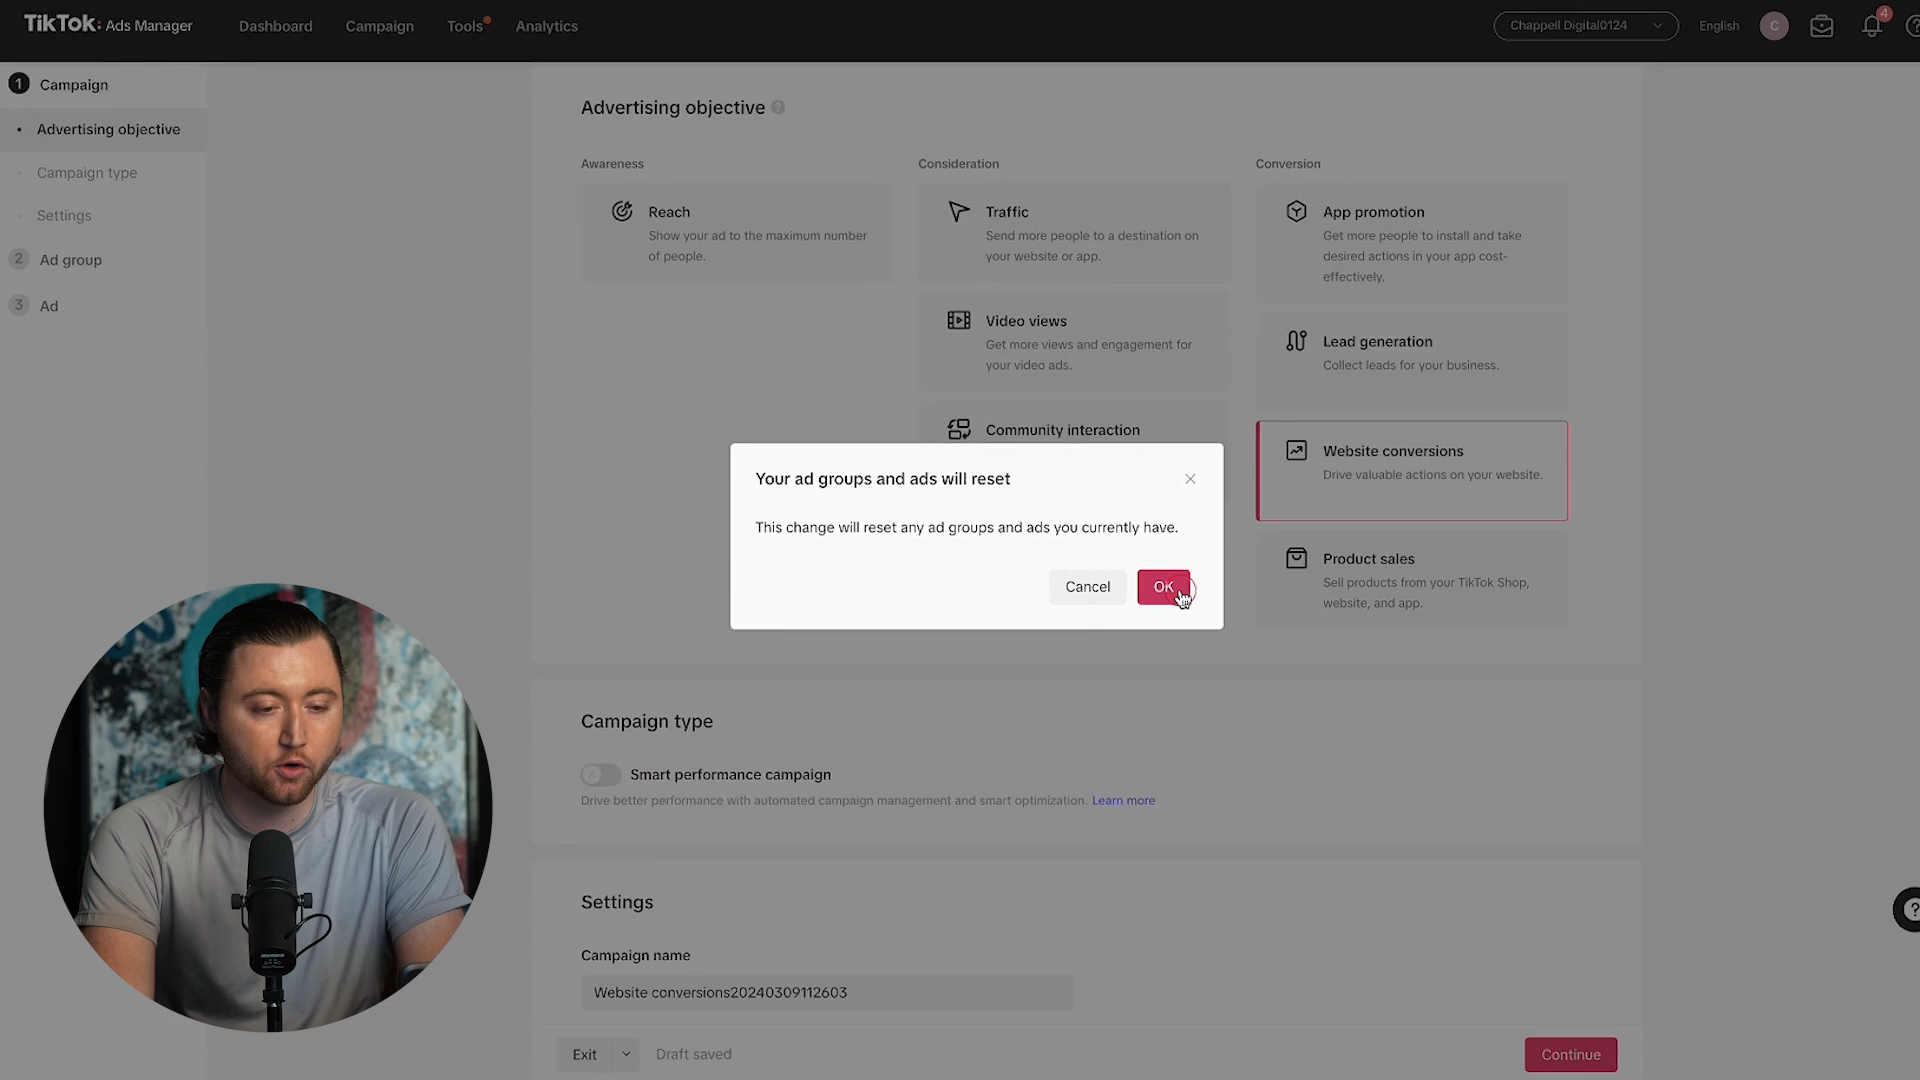 TikTok: Ads Manager
Dashboard
Campaign
Tools
Analytics
Chappell Digital0124
English
C
4
1 Campaign
Advertising objective
Campaign type
Settings
2 Ad group
3 Ad
Advertising objective ?
Awareness
Consideration
Conversion
Reach
Show your ad to the maximum number
of people.
Traffic
Send more people to a destination on
your website or app.
Video views
Get more views and engagement for
your video ads.
Community interaction
App promotion
Get more people to install and take
desired actions in your app cost-
effectively.
Lead generation
Collect leads for your business.
Website conversions
Drive valuable actions on your website.
Product sales
Sell products from your TikTok Shop,
website, and app.
Your ad groups and ads will reset
This change will reset any ad groups and ads you currently have.
Cancel
OK
Campaign type
Smart performance campaign
Drive better performance with automated campaign management and smart optimization. Learn more
Settings
Campaign name
Website conversions20240309112603
Exit
Draft saved
Continue
?